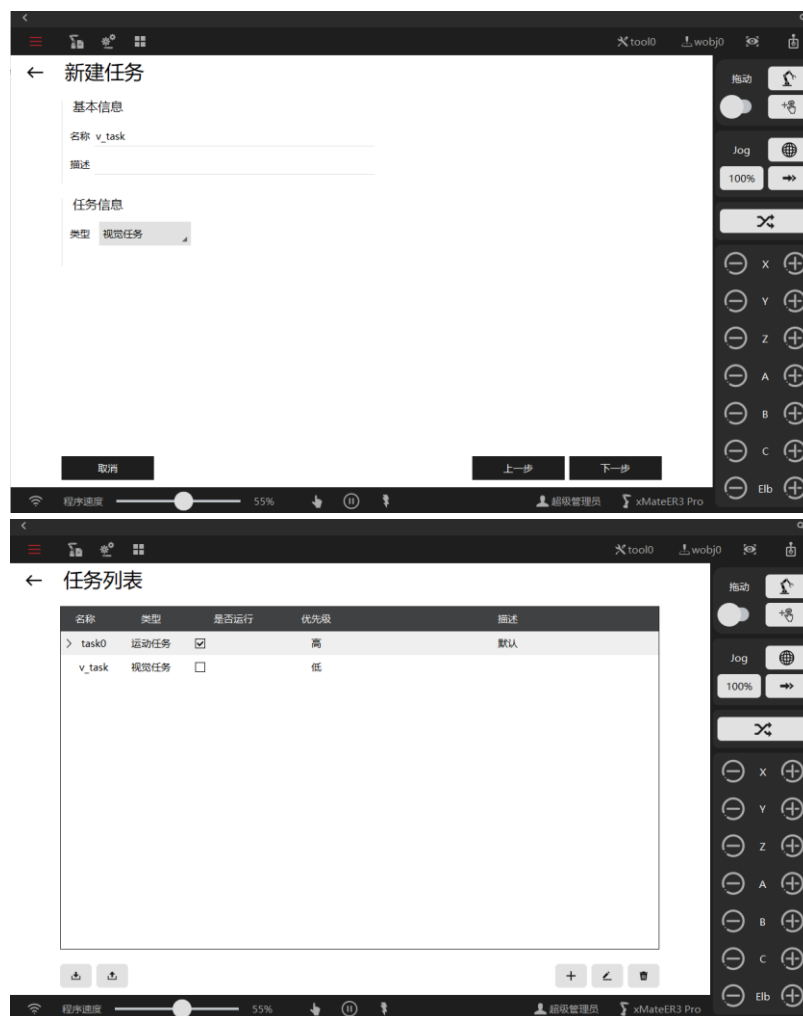 tool0 wobj0
新建任务
基本信息
名称 v_task
描述
任务信息
类型 视觉任务
取消 上一步 下一步
程序速度 55% 超级管理员 xMateER3 Pro
拖动
Jog
100%
X
Y
Z
A
B
C
Elb
tool0 wobj0
任务列表
名称 类型 是否运行 优先级 描述
task0 运动任务 高 默认
v_task 视觉任务 低
程序速度 55% 超级管理员 xMateER3 Pro
拖动
Jog
100%
X
Y
Z
A
B
C
Elb